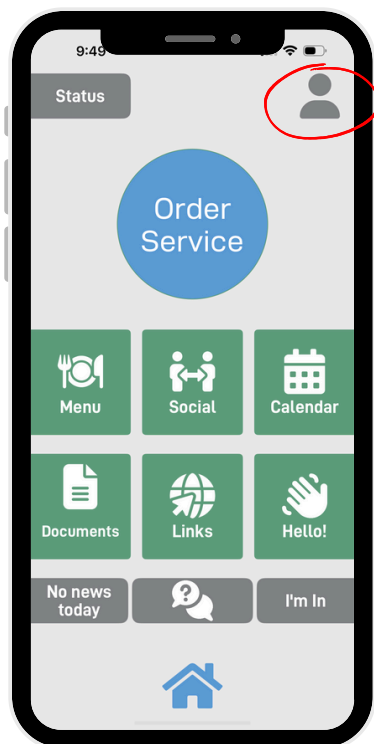 9:49
Status
Order
Service
Menu
Social
Calendar
Documents
Links
Hello!
No news
today
?
I'm In